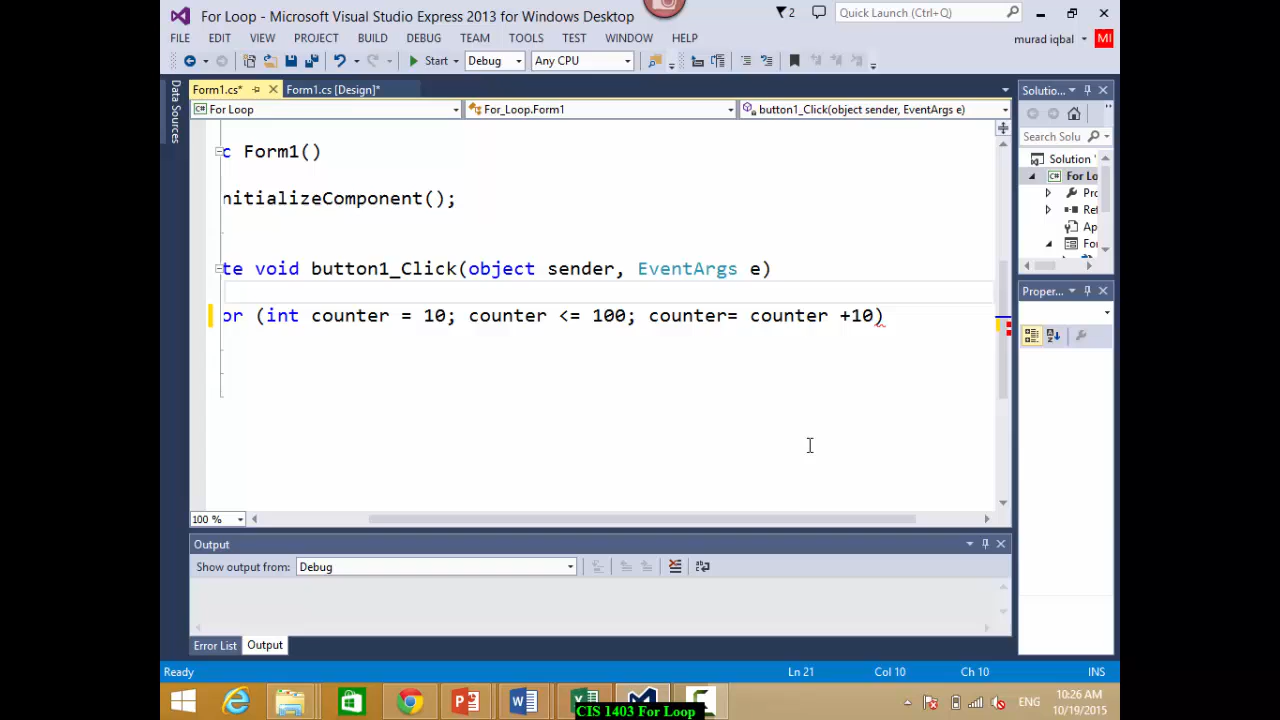 For Loop - Microsoft Visual Studio Express 2013 for Windows Desktop
2
Quick Launch (Ctrl+Q)
FILE EDIT VIEW PROJECT BUILD DEBUG TEAM TOOLS TEST WINDOW HELP
murad iqbal MI
Start Debug Any CPU
Data Sources
Form1.cs* Form1.cs [Design]*
C# For Loop
For_Loop.Form1
button1_Click(object sender, EventArgs e)
c Form1()
nitializeComponent();
te void button1_Click(object sender, EventArgs e)
or (int counter = 10; counter <= 100; counter= counter +10)
100 %
Output
Show output from: Debug
Error List Output
Solutio...
Search Solu
Solution '
C# For Lo
Pro
Ref
Ap
Fo
Proper...
Ready
Ln 21 Col 10 Ch 10 INS
CIS 1403 For Loop
ENG
10:26 AM
10/19/2015